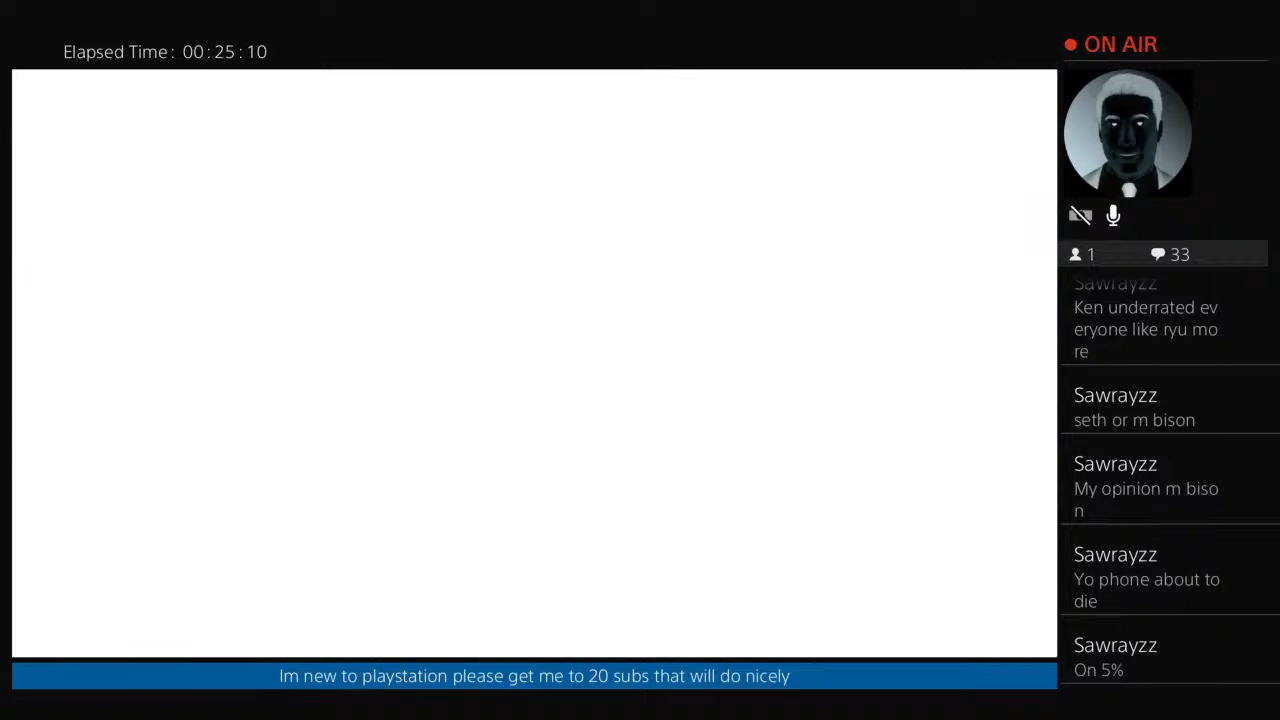 Elapsed Time: 00:25:10
ON AIR
1 33
Sawrayzz
Ken underrated ev
eryone like ryu mo
re
Sawrayzz
seth or m bison
Sawrayzz
My opinion m biso
n
Sawrayzz
Yo phone about to
die
Sawrayzz
On 5%
Im new to playstation please get me to 20 subs that will do nicely